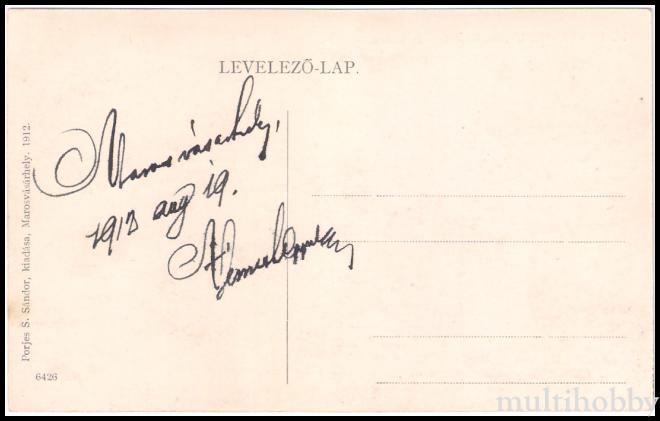 LEVELEZŐ-LAP.
Marosvásárhely,
1913 aug 19.
Porjes S. Sándor, kiadása, Marosvásárhely. 1912.
6426
multihobby